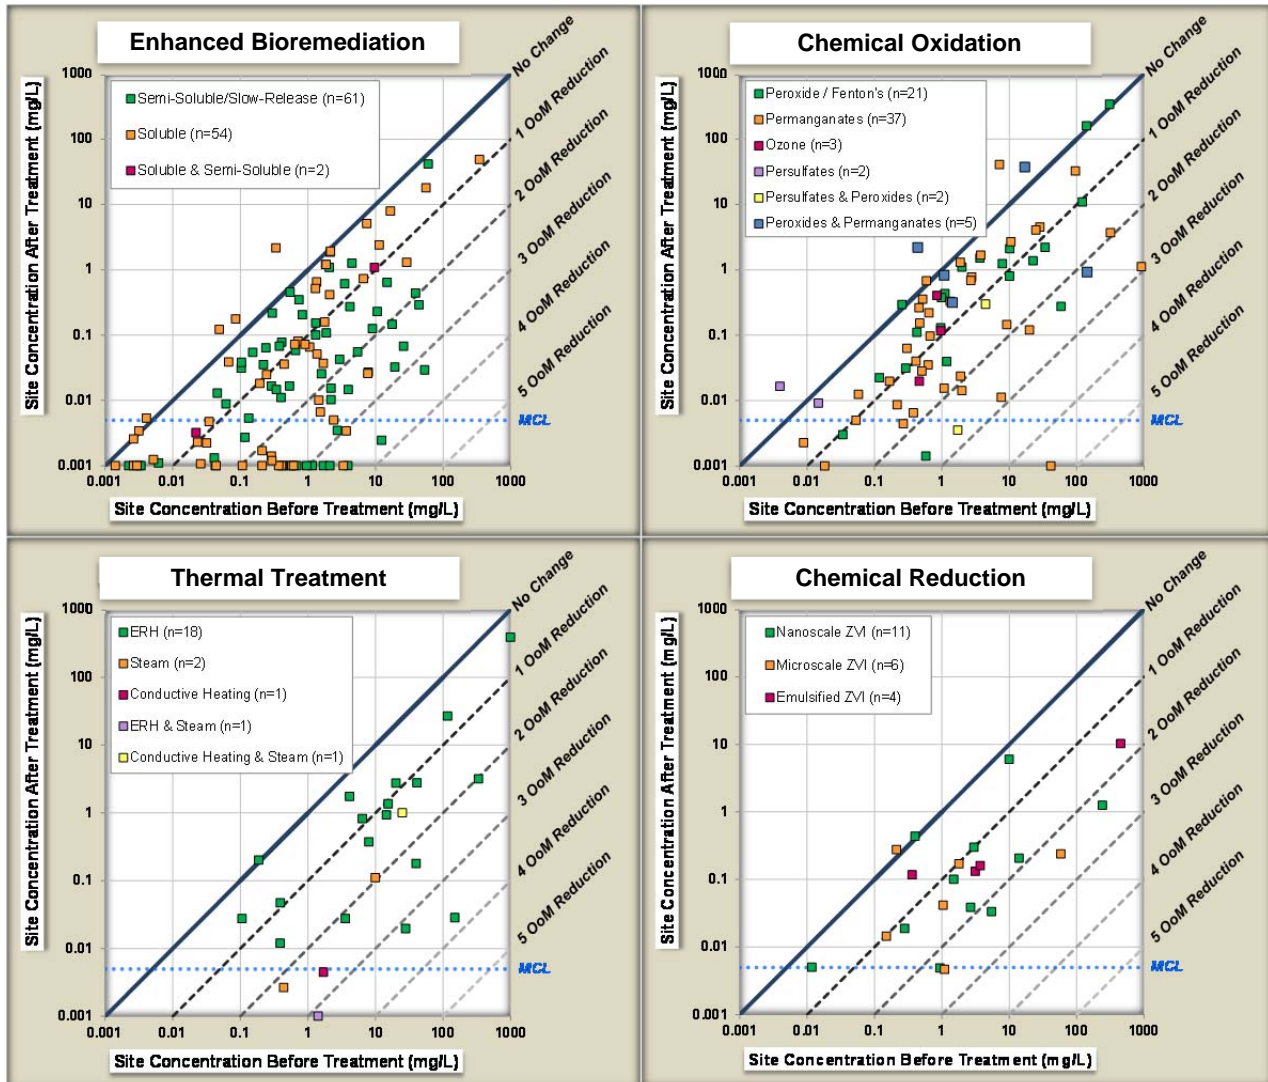 Enhanced Bioremediation
Site Concentration After Treatment (mg/L)
1000
100
10
1
0.1
0.01
0.001
Semi-Soluble/Slow-Release (n=61)
Soluble (n=54)
Soluble & Semi-Soluble (n=2)
No Change
1 OoM Reduction
2 OoM Reduction
3 OoM Reduction
4 OoM Reduction
5 OoM Reduction
MCL
0.001 0.01 0.1 1 10 100 1000
Site Concentration Before Treatment (mg/L)
Chemical Oxidation
Site Concentration After Treatment (mg/L)
1000
100
10
1
0.1
0.01
0.001
Peroxide / Fenton's (n=21)
Permanganates (n=37)
Ozone (n=3)
Persulfates (n=2)
Persulfates & Peroxides (n=2)
Peroxides & Permanganates (n=5)
No Change
1 OoM Reduction
2 OoM Reduction
3 OoM Reduction
4 OoM Reduction
5 OoM Reduction
MCL
0.001 0.01 0.1 1 10 100 1000
Site Concentration Before Treatment (mg/L)
Thermal Treatment
Site Concentration After Treatment (mg/L)
1000
100
10
1
0.1
0.01
0.001
ERH (n=18)
Steam (n=2)
Conductive Heating (n=1)
ERH & Steam (n=1)
Conductive Heating & Steam (n=1)
No Change
1 OoM Reduction
2 OoM Reduction
3 OoM Reduction
4 OoM Reduction
5 OoM Reduction
MCL
0.001 0.01 0.1 1 10 100 1000
Site Concentration Before Treatment (mg/L)
Chemical Reduction
Site Concentration After Treatment (mg/L)
1000
100
10
1
0.1
0.01
0.001
Nanoscale ZVI (n=11)
Microscale ZVI (n=6)
Emulsified ZVI (n=4)
No Change
1 OoM Reduction
2 OoM Reduction
3 OoM Reduction
4 OoM Reduction
5 OoM Reduction
MCL
0.001 0.01 0.1 1 10 100 1000
Site Concentration Before Treatment (mg/L)